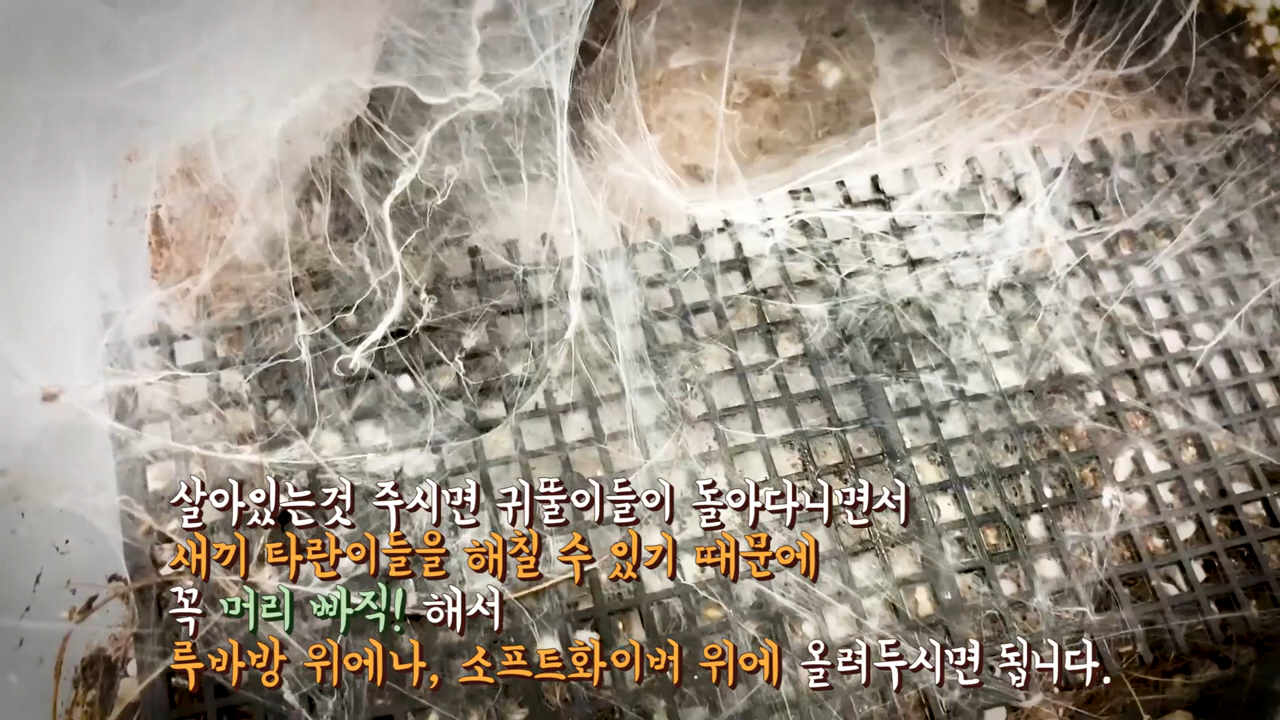 살아있는것 주시면 귀뚤이들이 돌아다니면서
새끼 타란이들을 해칠 수 있기 때문에
꼭 머리 빠직! 해서
루바망 위에나, 소프트화이버 위에 올려두시면 됩니다.